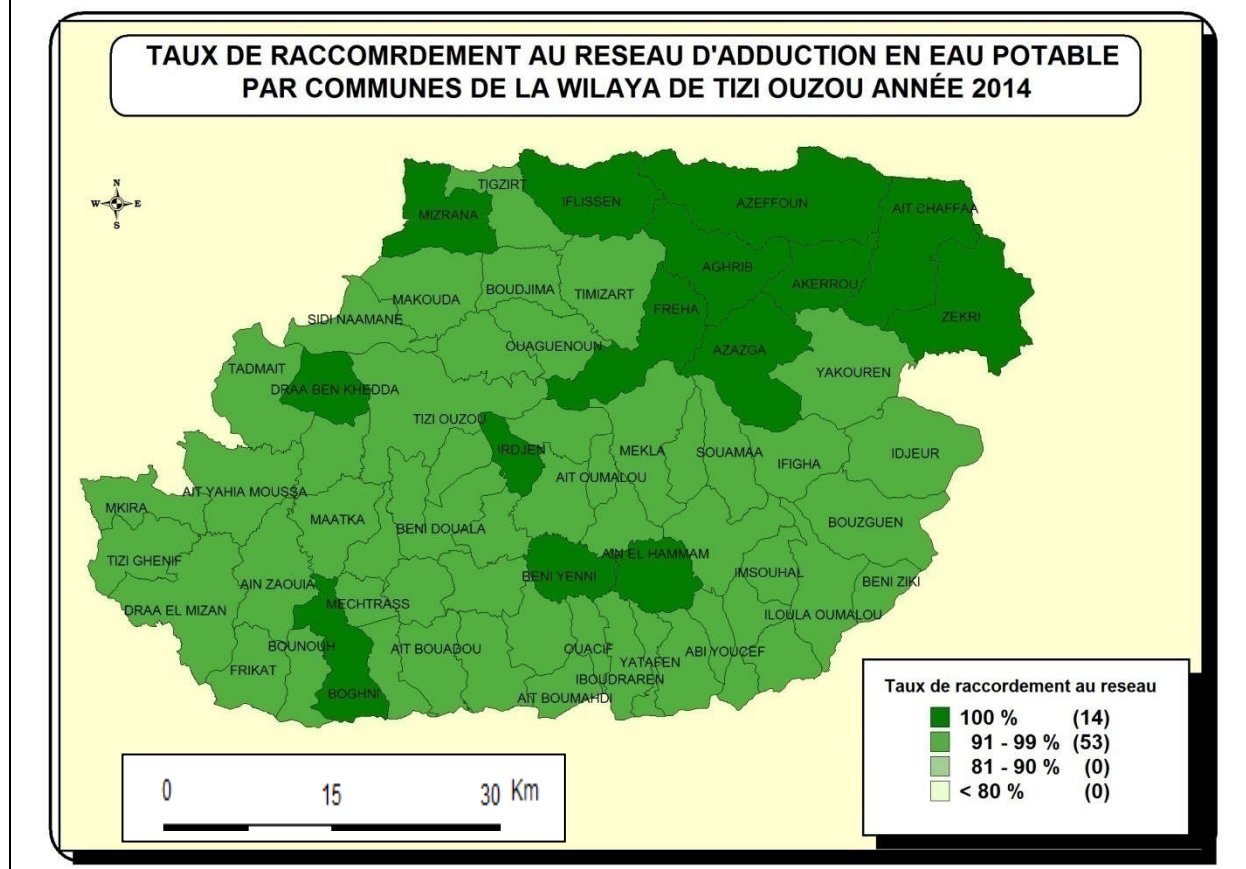 TAUX DE RACCOMRDEMENT AU RESEAU D'ADDUCTION EN EAU POTABLE
PAR COMMUNES DE LA WILAYA DE TIZI OUZOU ANNÉE 2014
N
W E
S
TIGZIRT
MIZRANA
IFLISSEN
AZEFFOUN
AIT CHAFFAA
AGHRIB
AKERROU
MAKOUDA
BOUDJIMA
TIMIZART
FREHA
ZEKRI
SIDI NAAMANE
OUAGUENOUN
AZAZGA
YAKOUREN
TADMAIT
DRAA BEN KHEDDA
TIZI OUZOU
IRDJEN
MEKLA
SOUAMAA
IFIGHA
IDJEUR
AIT OUMALOU
AIT YAHIA MOUSSA
MKIRA
MAATKA
BENI DOUALA
BOUZGUEN
TIZI GHENIF
AIN EL HAMMAM
BENI YENNI
IMSOUHAL
BENI ZIKI
AIN ZAOUIA
MECHTRASS
DRAA EL MIZAN
ILOULA OUMALOU
BOUNOUH
AIT BOUADOU
OUACIF
ABI YOUCEF
FRIKAT
YATAFEN
IBOUDRAREN
BOGHNI
AIT BOUMAHDI
Taux de raccordement au reseau
100 % (14)
91 - 99 % (53)
81 - 90 % (0)
< 80 % (0)
0 15 30 Km